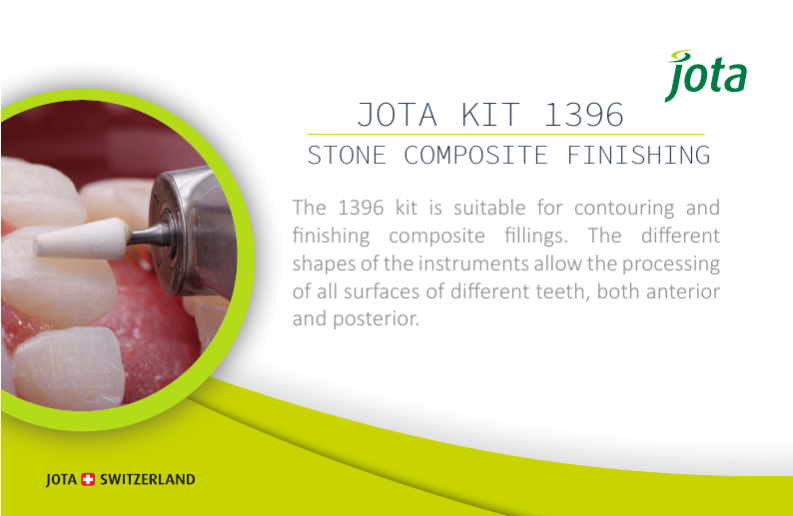 jota
JOTA KIT 1396
STONE COMPOSITE FINISHING
The 1396 kit is suitable for contouring and
finishing composite fillings. The different
shapes of the instruments allow the processing
of all surfaces of different teeth, both anterior
and posterior.
JOTA SWITZERLAND